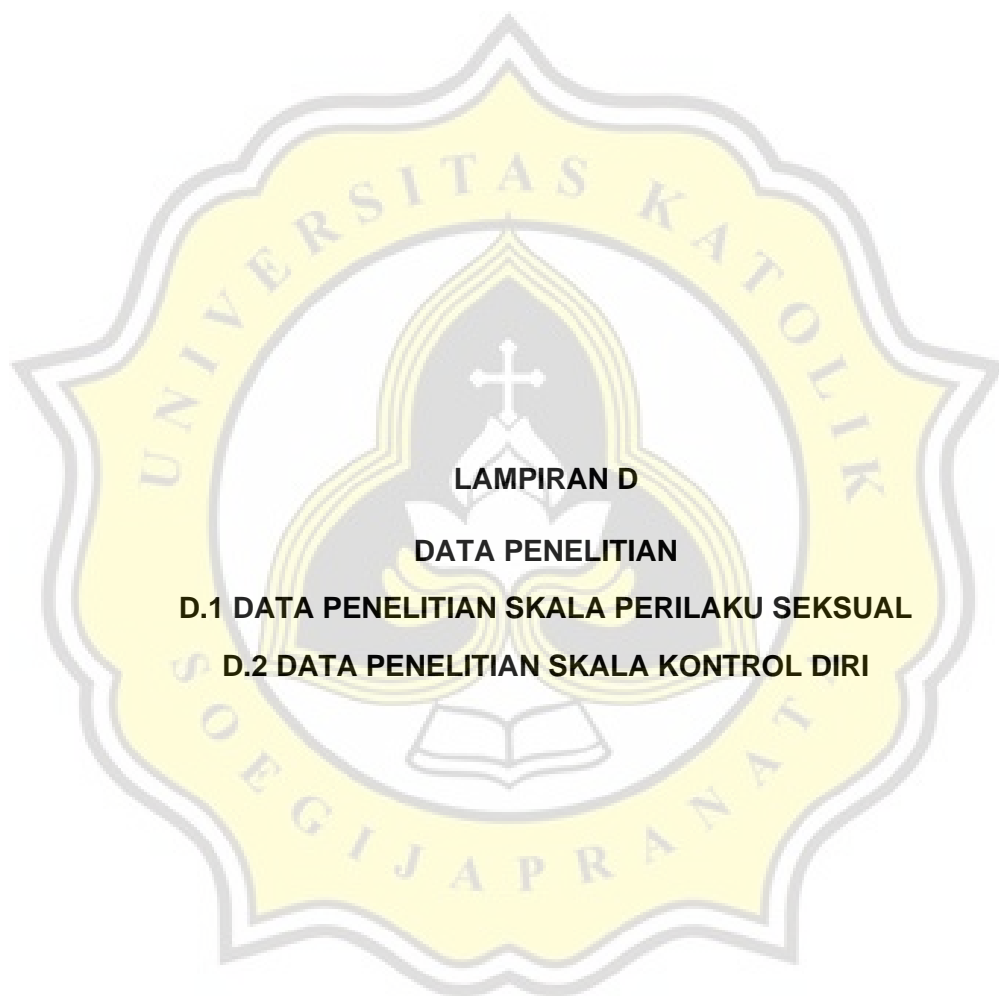 UNIVERSITAS KATOLIK
LAMPIRAN D
DATA PENELITIAN
D.1 DATA PENELITIAN SKALA PERILAKU SEKSUAL
D.2 DATA PENELITIAN SKALA KONTROL DIRI
SOEGIJAPRANATA